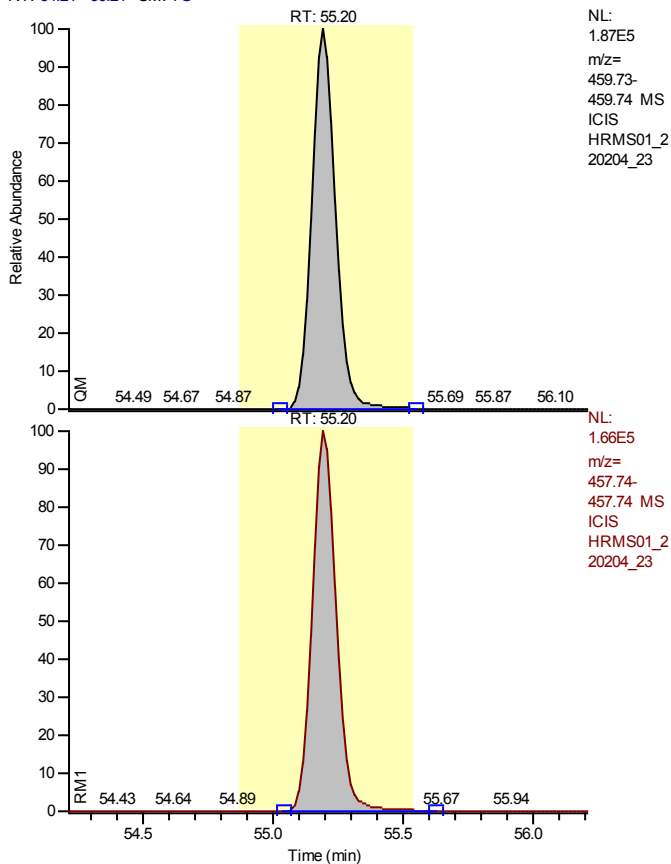 RT: 55.20
NL:
1.87E5
m/z=
459.73-
459.74 MS
ICIS
HRMS01_2
20204_23
100
90
80
70
60
50
40
30
20
10
0
Relative Abundance
QM
54.49 54.67 54.87 55.69 55.87 56.10
RT: 55.20
NL:
1.66E5
m/z=
457.74-
457.74 MS
ICIS
HRMS01_2
20204_23
100
90
80
70
60
50
40
30
20
10
0
RM1
54.43 54.64 54.89 55.67 55.94
54.5 55.0 55.5 56.0
Time (min)